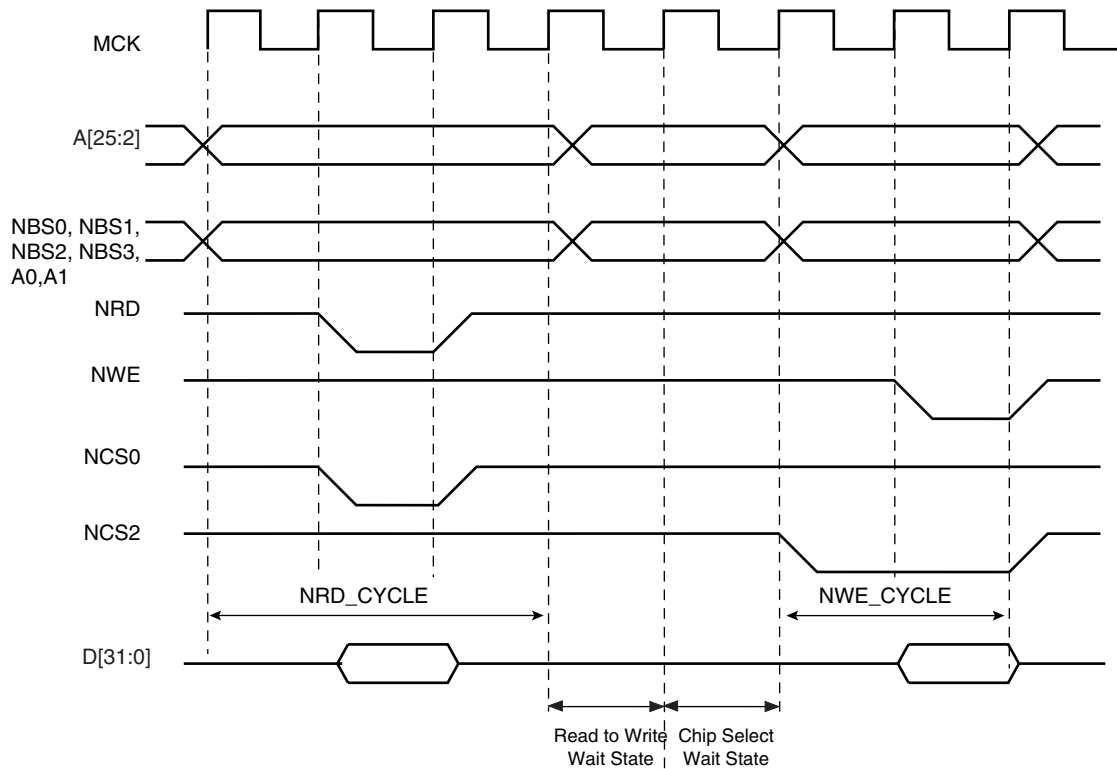 MCK
A[25:2]
NBS0, NBS1,
NBS2, NBS3,
A0,A1
NRD
NWE
NCS0
NCS2
NRD_CYCLE
NWE_CYCLE
D[31:0]
Read to Write
Wait State
Chip Select
Wait State